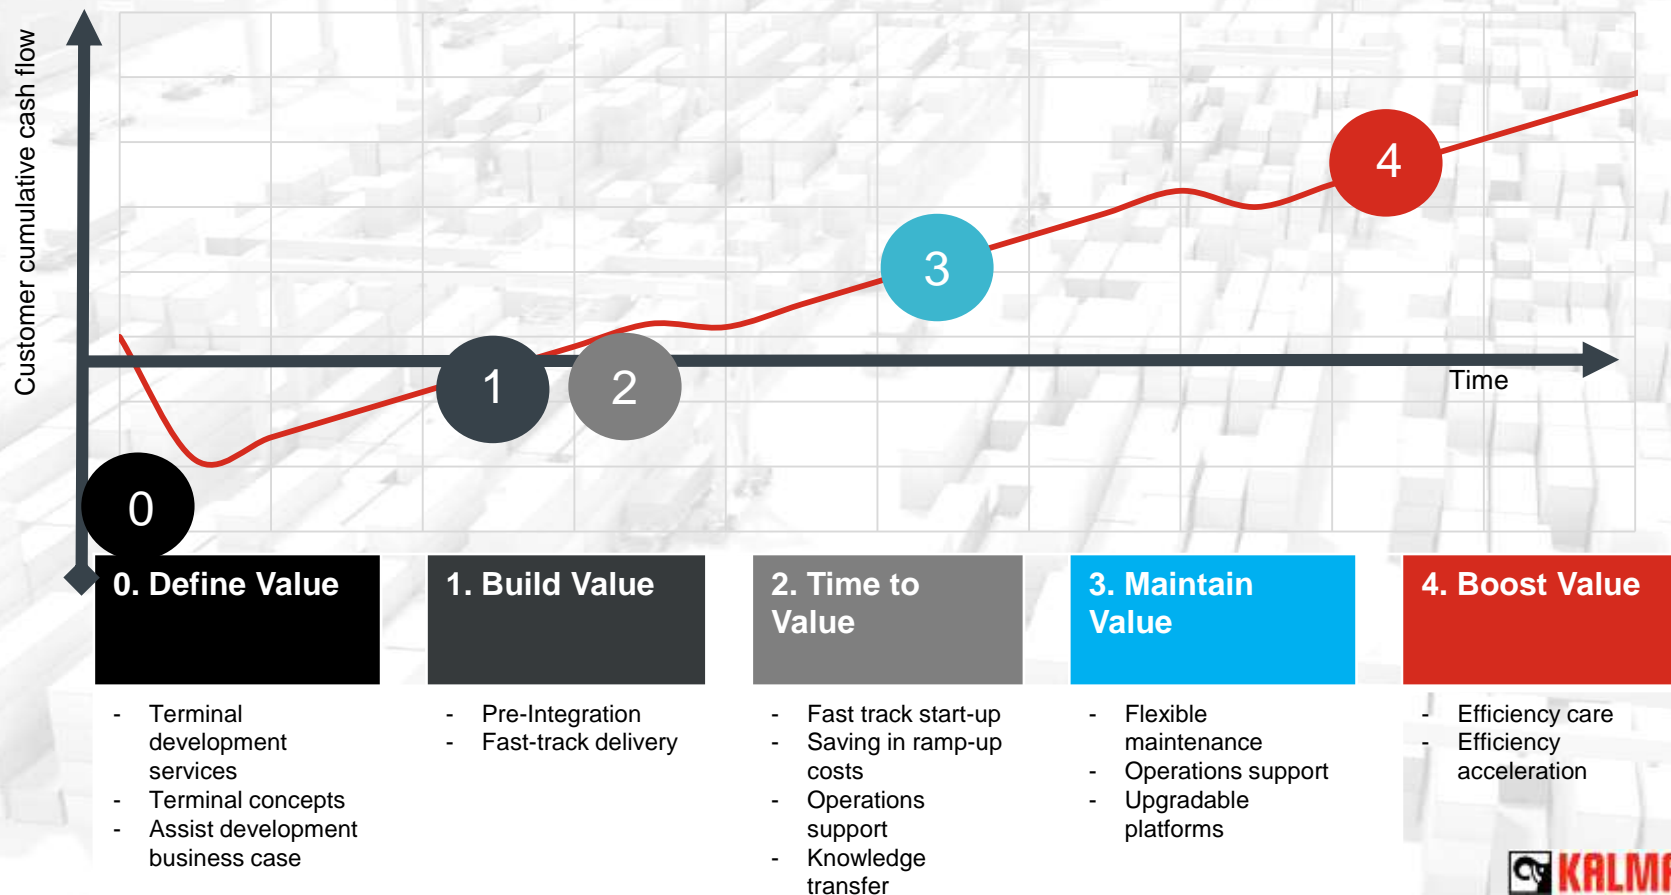 Customer cumulative cash flow
4
3
1
2
Time
0
0. Define Value
- Terminal
development
services
- Terminal concepts
- Assist development
business case
1. Build Value
- Pre-Integration
- Fast-track delivery
2. Time to
Value
- Fast track start-up
- Saving in ramp-up
costs
- Operations
support
- Knowledge
transfer
3. Maintain
Value
- Flexible
maintenance
- Operations support
- Upgradable
platforms
4. Boost Value
- Efficiency care
- Efficiency
acceleration